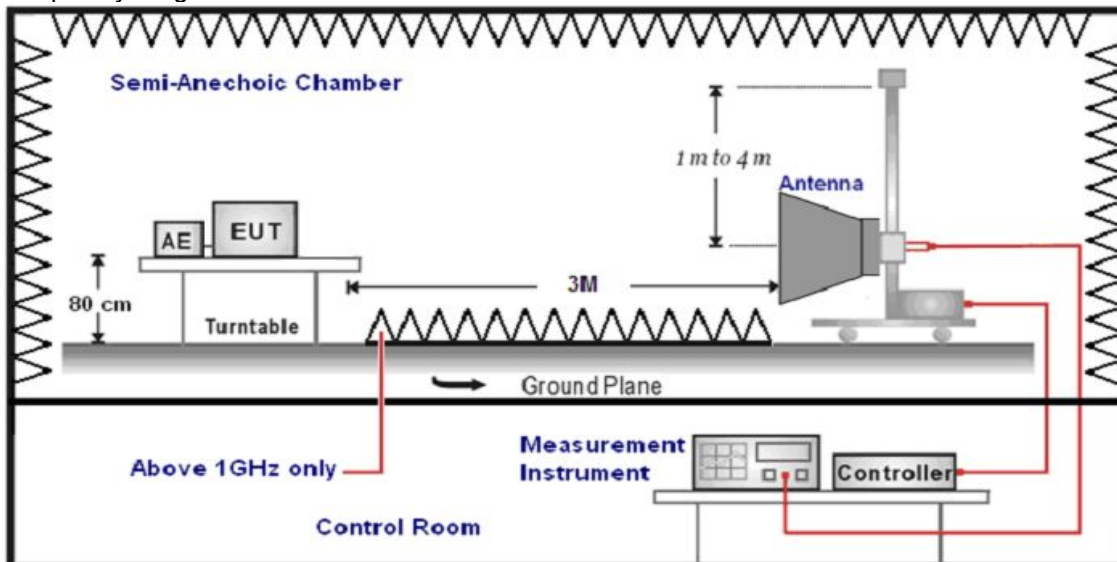 Semi-Anechoic Chamber
1 m to 4 m
Antenna
AE
EUT
80 cm
3M
Turntable
Ground Plane
Above 1GHz only
Measurement
Instrument
Controller
Control Room